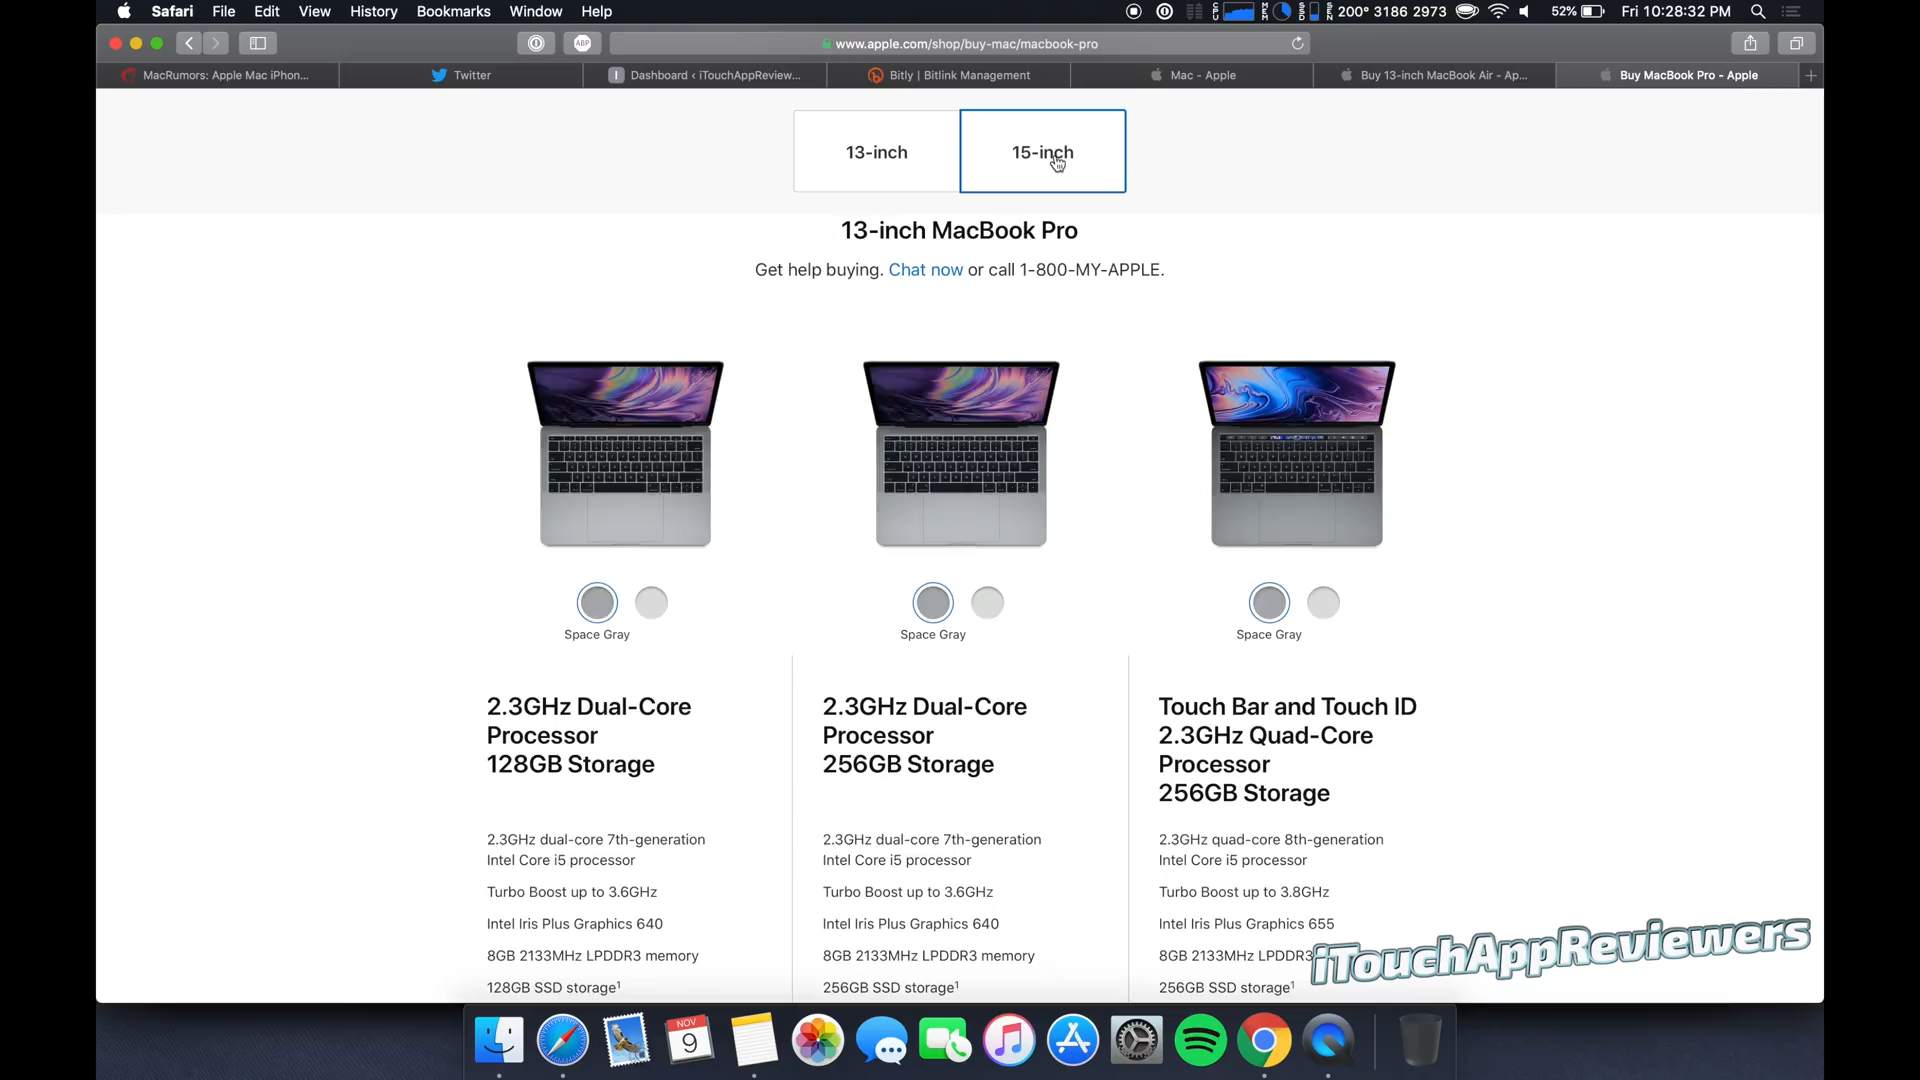 Safari File Edit View History Bookmarks Window Help 200° 3186 2973 52% Fri 10:28:32 PM
ABP www.apple.com/shop/buy-mac/macbook-pro
MacRumors: Apple Mac iPhon... Twitter Dashboard ‹ iTouchAppReview... Bitly | Bitlink Management Mac - Apple Buy 13-inch MacBook Air - Ap... Buy MacBook Pro - Apple
13-inch 15-inch
13-inch MacBook Pro
Get help buying. Chat now or call 1-800-MY-APPLE.
Space Gray Space Gray Space Gray
2.3GHz Dual-Core
Processor
128GB Storage
2.3GHz dual-core 7th-generation
Intel Core i5 processor
Turbo Boost up to 3.6GHz
Intel Iris Plus Graphics 640
8GB 2133MHz LPDDR3 memory
128GB SSD storage¹
2.3GHz Dual-Core
Processor
256GB Storage
2.3GHz dual-core 7th-generation
Intel Core i5 processor
Turbo Boost up to 3.6GHz
Intel Iris Plus Graphics 640
8GB 2133MHz LPDDR3 memory
256GB SSD storage¹
Touch Bar and Touch ID
2.3GHz Quad-Core
Processor
256GB Storage
2.3GHz quad-core 8th-generation
Intel Core i5 processor
Turbo Boost up to 3.8GHz
Intel Iris Plus Graphics 655
8GB 2133MHz LPDDR3
256GB SSD storage¹
iTouchAppReviewers
NOV
9